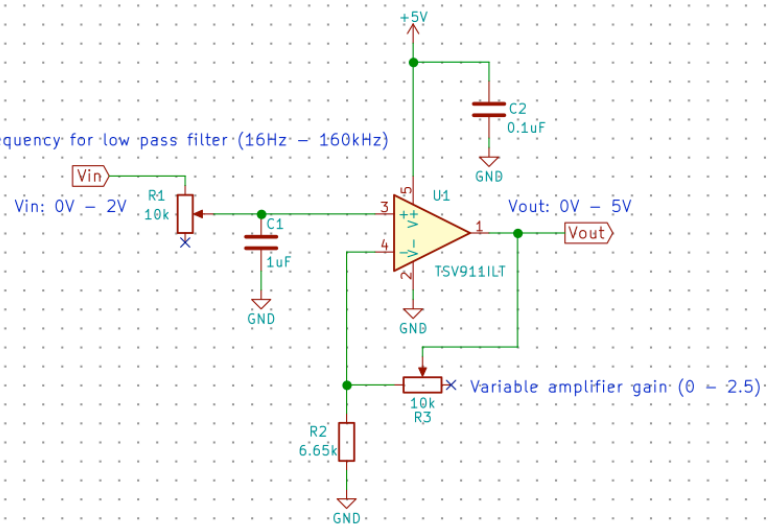 +5V
C2
0.1uF
GND
quency for low pass filter (16Hz – 160kHz)
Vin
Vin: 0V – 2V
R1
10k
C1
1uF
GND
5
U1
3
+
V+
1
4
-
V-
2
TSV911ILT
GND
Vout: 0V – 5V
Vout
10k
R3
Variable amplifier gain (0 – 2.5)
R2
6.65k
GND